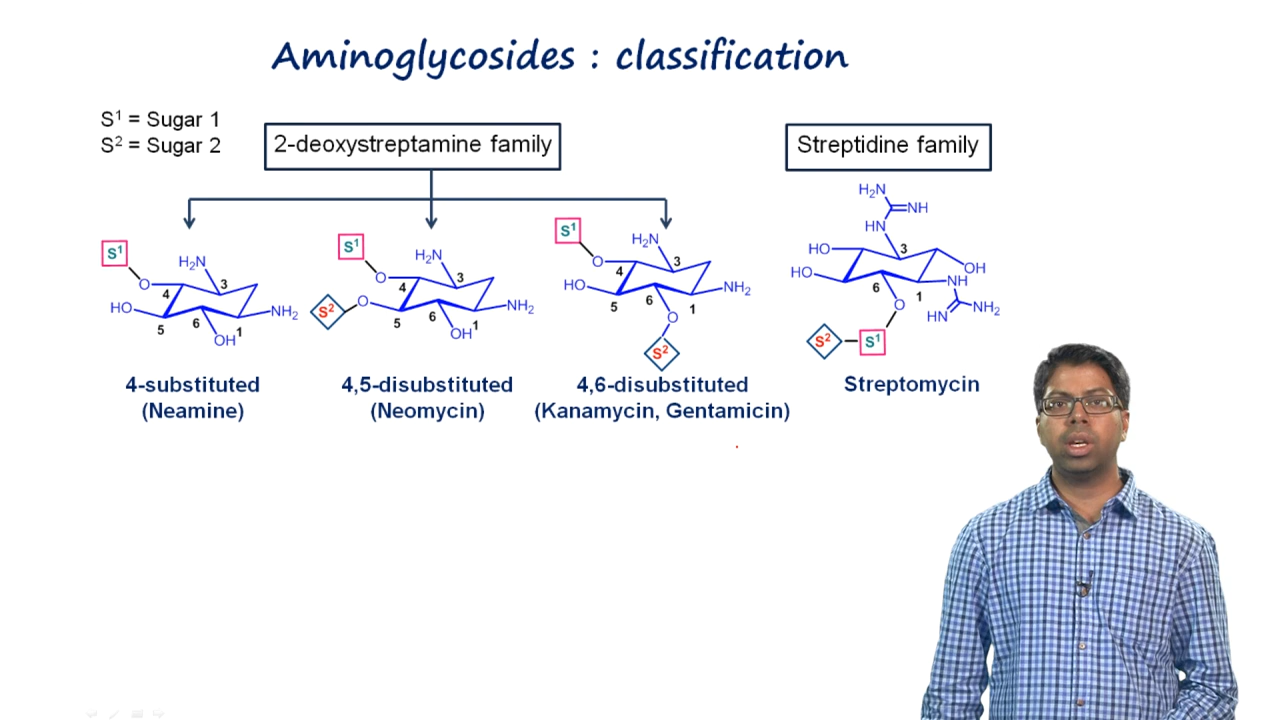 Aminoglycosides : classification
S¹ = Sugar 1
S² = Sugar 2
2-deoxystreptamine family
Streptidine family
S¹
O
H₂N
3
4
HO
5
6
OH
1
NH₂
4-substituted
(Neamine)
S¹
O
H₂N
3
4
S²
O
5
6
OH
1
NH₂
4,5-disubstituted
(Neomycin)
S¹
O
H₂N
3
4
HO
5
6
1
NH₂
O
S²
4,6-disubstituted
(Kanamycin, Gentamicin)
H₂N
NH
HN
HO
3
HO
OH
6
1
NH
O
HN
NH₂
S²
S¹
Streptomycin